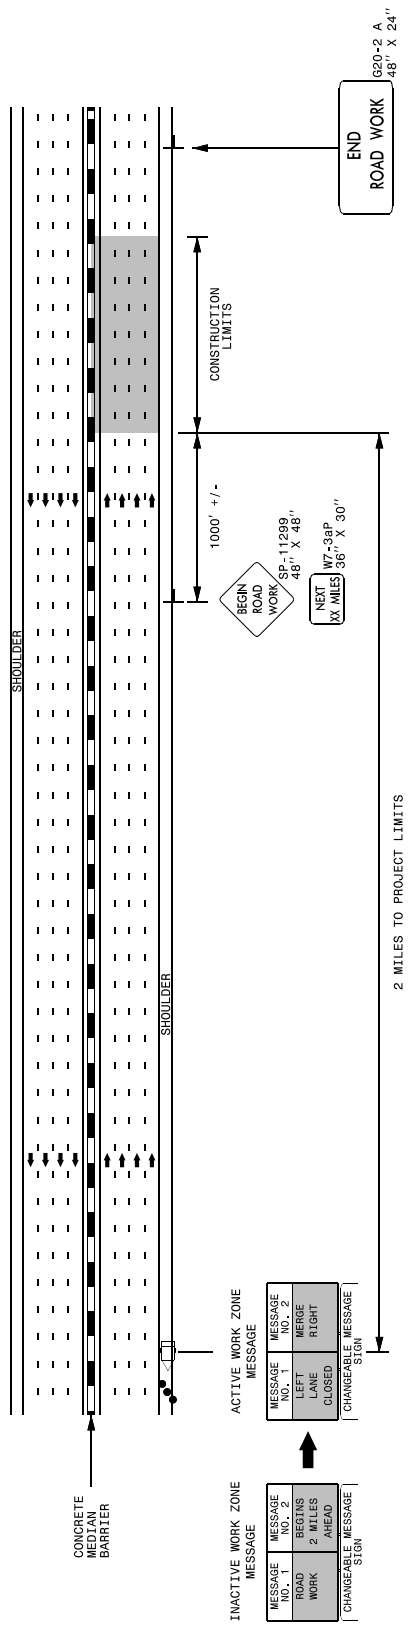 SHOULDER
SHOULDER
CONCRETE
MEDIAN
BARRIER
INACTIVE WORK ZONE
MESSAGE
MESSAGE
NO. 1
MESSAGE
NO. 2
ROAD
WORK
BEGINS
2 MILES
AHEAD
CHANGEABLE MESSAGE
SIGN
ACTIVE WORK ZONE
MESSAGE
MESSAGE
NO. 1
MESSAGE
NO. 2
LEFT
LANE
CLOSED
MERGE
RIGHT
CHANGEABLE MESSAGE
SIGN
2 MILES TO PROJECT LIMITS
1000' +/-
BEGIN
ROAD
WORK
SP-11299
48" X 48"
NEXT
XX MILES
W7-3aP
36" X 30"
CONSTRUCTION
LIMITS
END
ROAD WORK
G20-2 A
48" X 24"